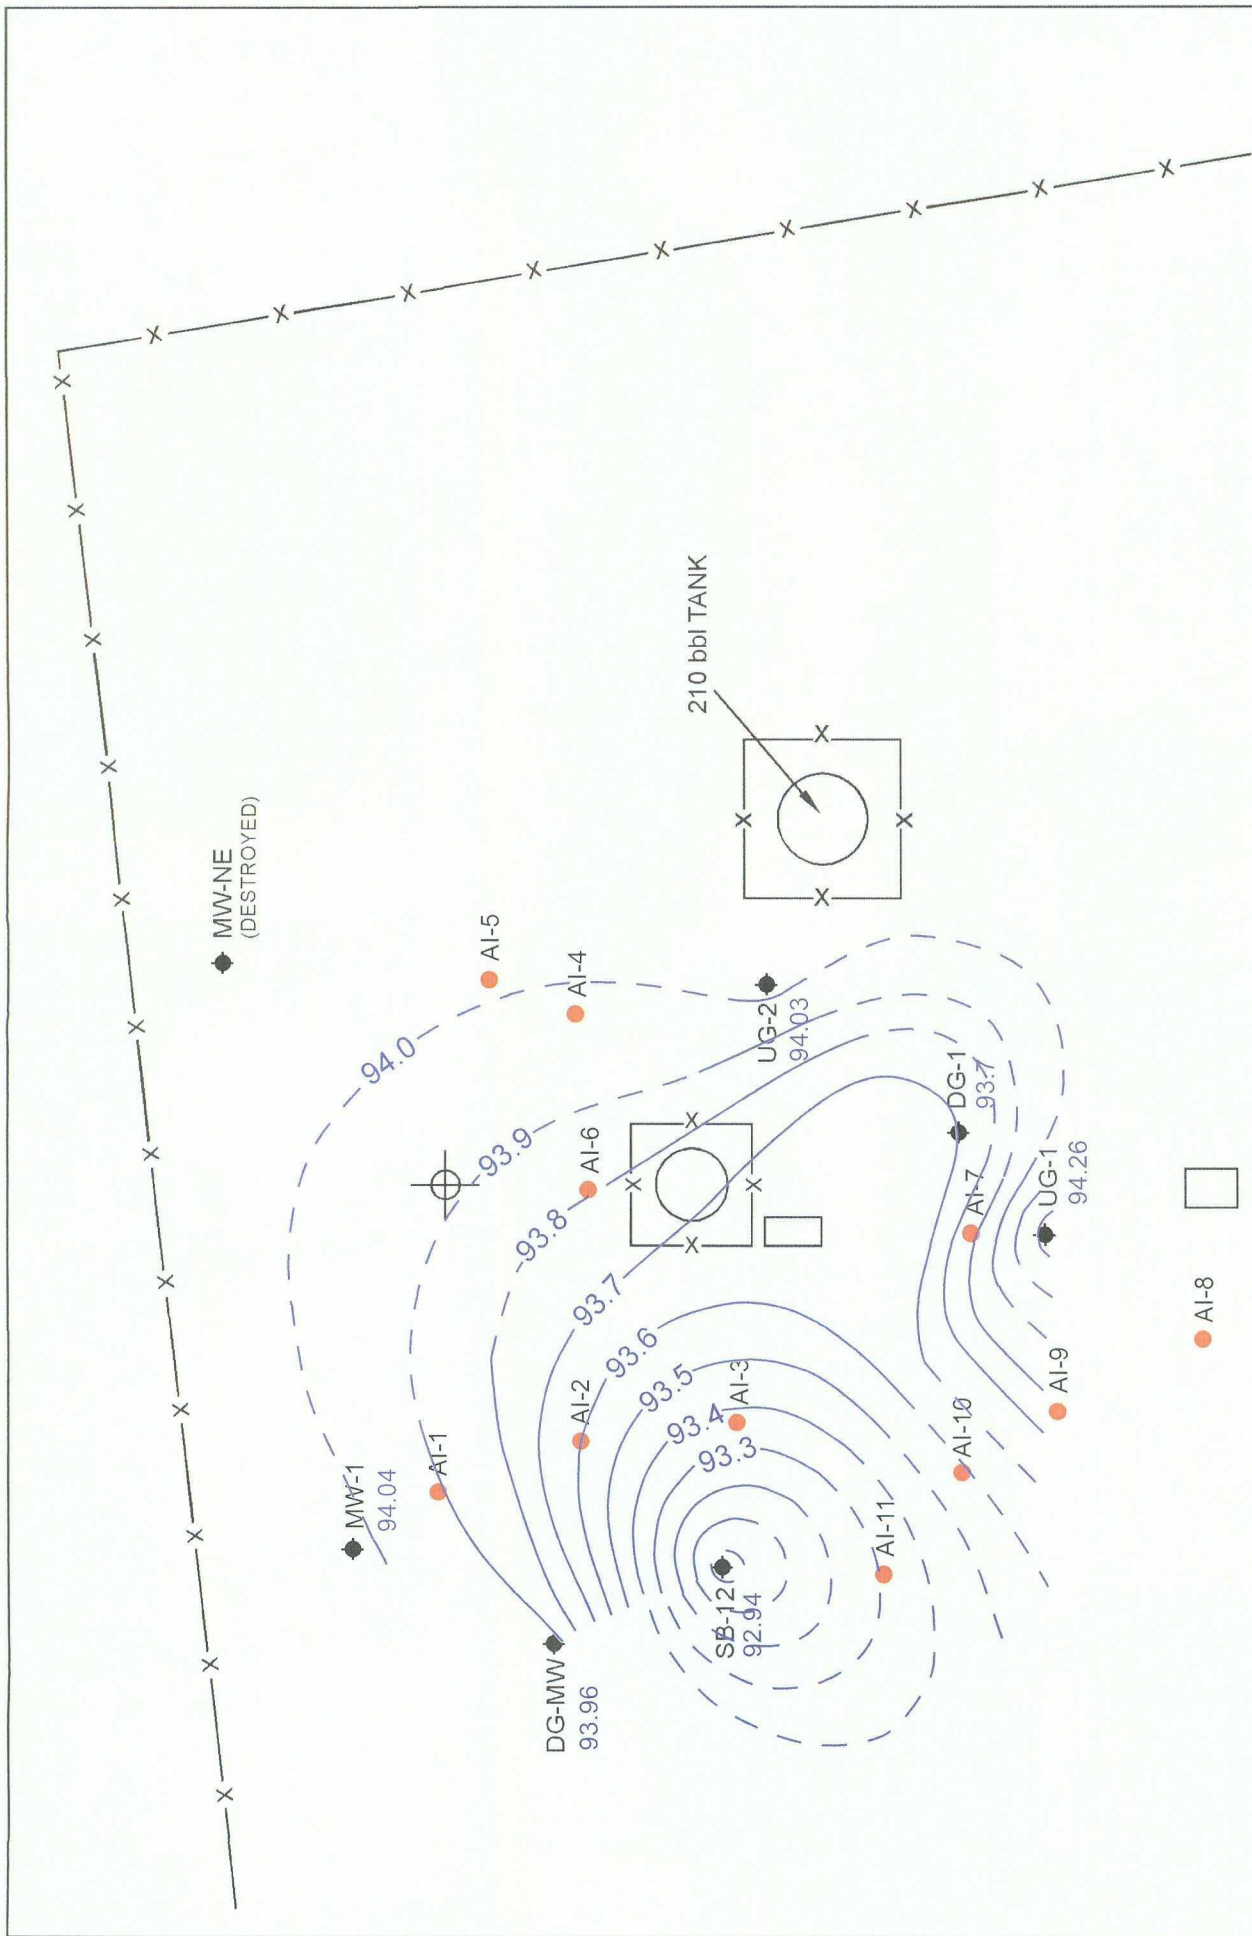 MW-NE
(DESTROYED)
210 bbl TANK
AI-5
AI-4
94.0
UG-2
94.03
93.9
AI-6
DG-1
93.7
93.8
AI-7
UG-1
94.26
93.7
93.6
AI-2
93.5
AI-3
93.4
93.3
AI-8
AI-9
AI-10
AI-1
MW-1
94.04
AI-11
SB-12
92.94
DG-MW
93.96